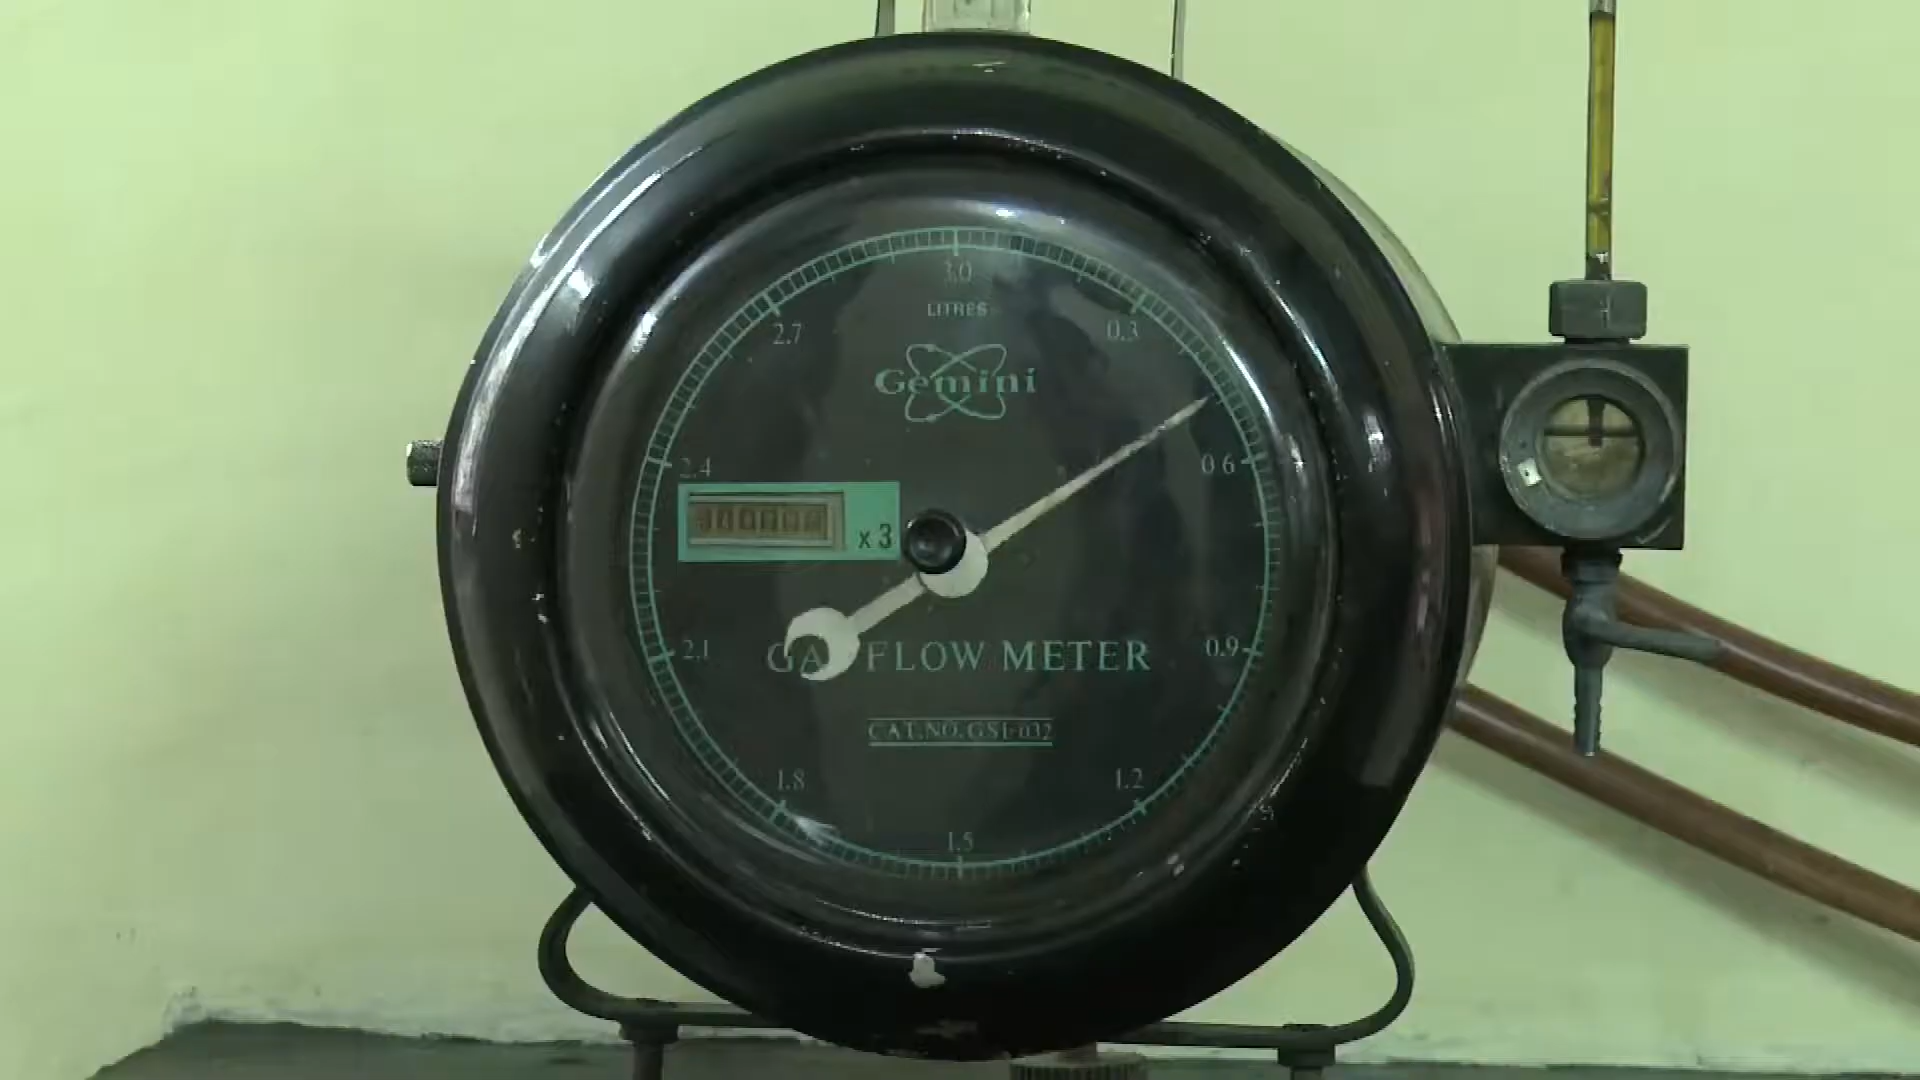 3.0
LITRES
2.7
0.3
Gemini
2.4
0.6
x 3
2.1
GAS FLOW METER
0.9
CAT.NO.GSI-032
1.8
1.2
1.5